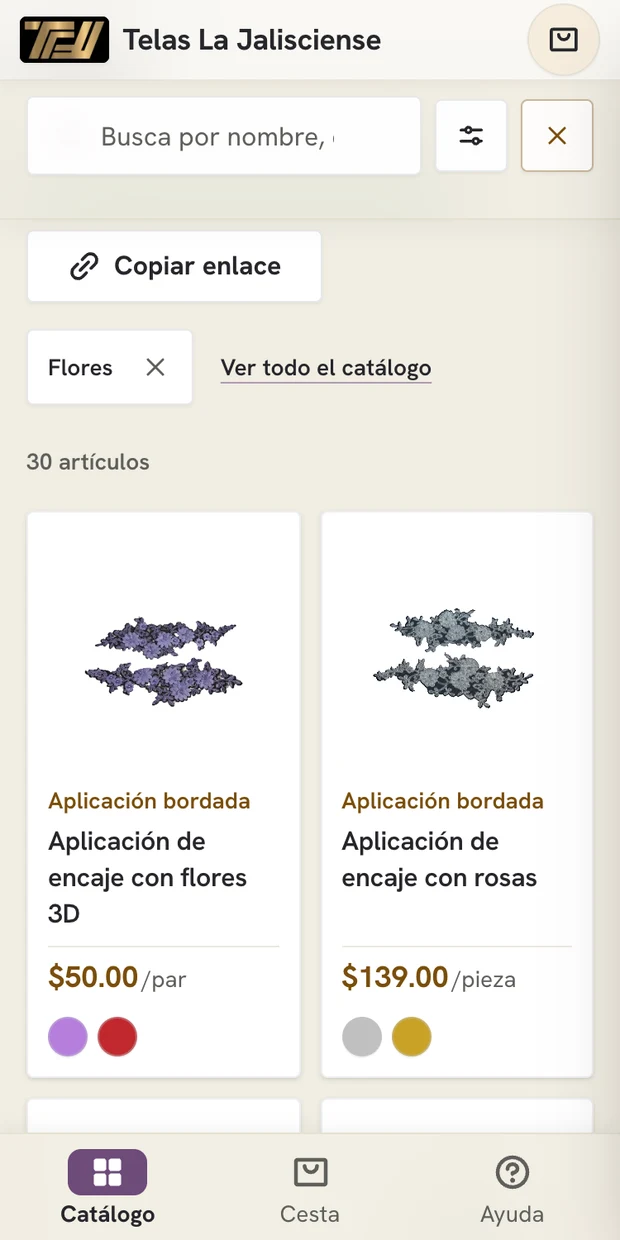 TELJ Telas La Jalisciense
Busca por nombre,
Copiar enlace
Flores
Ver todo el catálogo
30 artículos
Aplicación bordada
Aplicación de
encaje con flores
3D
$50.00/par
Aplicación bordada
Aplicación de
encaje con rosas
$139.00/pieza
Catálogo
Cesta
Ayuda